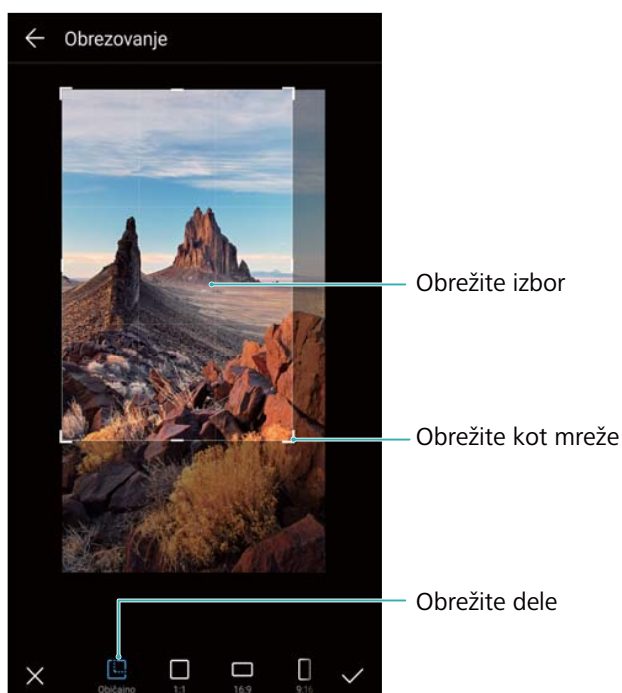 Obrezovanje
Obrežite izbor
Obrežite kot mreže
Obrežite dele
Običajno
1:1
16:9
9:16